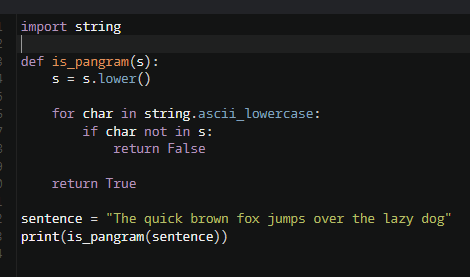 import string
def is_pangram(s):
    s = s.lower()
    for char in string.ascii_lowercase:
        if char not in s:
            return False
    return True
sentence = "The quick brown fox jumps over the lazy dog"
print(is_pangram(sentence))